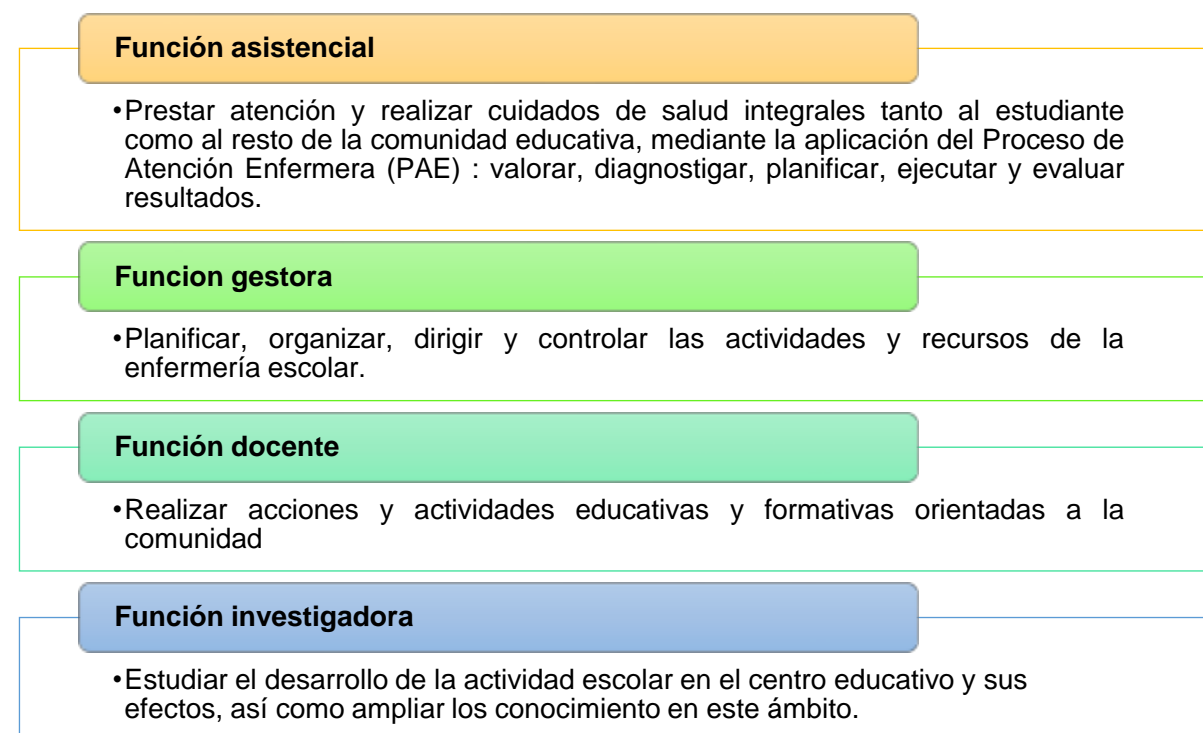 Función asistencial
•Prestar atención y realizar cuidados de salud integrales tanto al estudiante
como al resto de la comunidad educativa, mediante la aplicación del Proceso de
Atención Enfermera (PAE) : valorar, diagnostigar, planificar, ejecutar y evaluar
resultados.
Funcion gestora
•Planificar, organizar, dirigir y controlar las actividades y recursos de la
enfermería escolar.
Función docente
•Realizar acciones y actividades educativas y formativas orientadas a la
comunidad
Función investigadora
•Estudiar el desarrollo de la actividad escolar en el centro educativo y sus
efectos, así como ampliar los conocimiento en este ámbito.